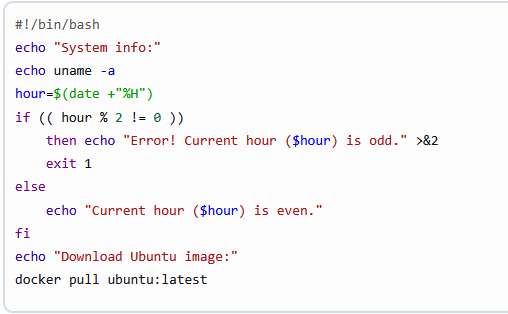 #!/bin/bash
echo "System info:"
echo uname -a
hour=$(date +"%H")
if (( hour % 2 != 0 ))
    then echo "Error! Current hour ($hour) is odd." >&2
    exit 1
else
    echo "Current hour ($hour) is even."
fi
echo "Download Ubuntu image:"
docker pull ubuntu:latest